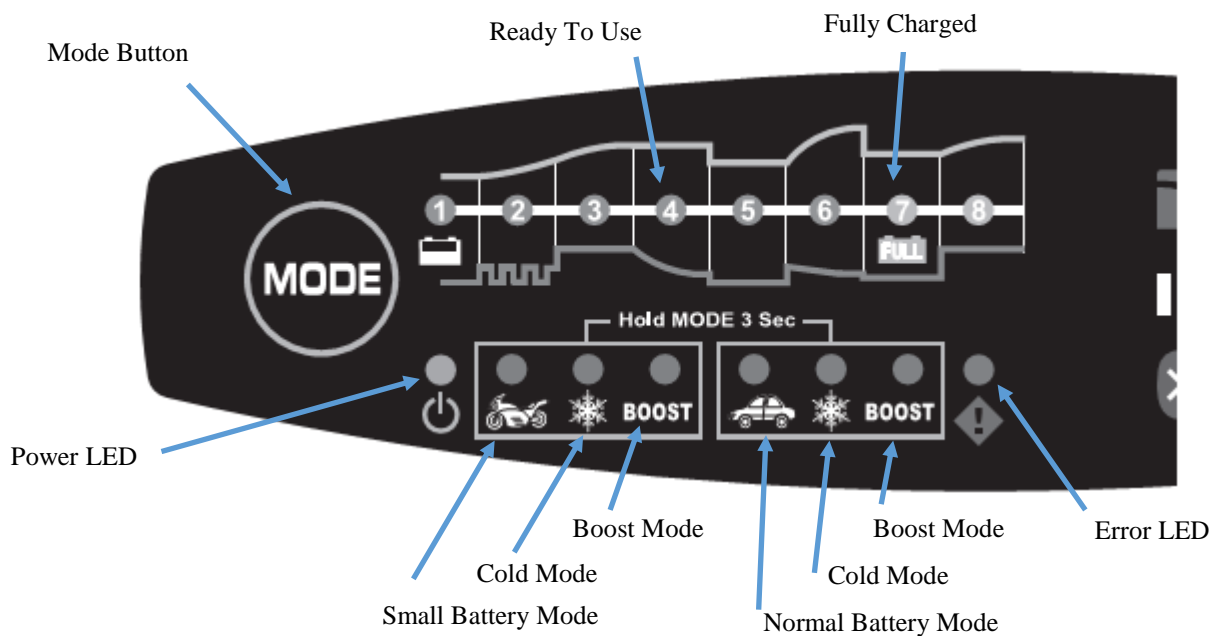 Ready To Use
Fully Charged
Mode Button
1 2 3 4 5 6 7 8
FULL
MODE
Hold MODE 3 Sec
BOOST
BOOST
!
Power LED
Boost Mode
Boost Mode
Error LED
Cold Mode
Cold Mode
Small Battery Mode
Normal Battery Mode